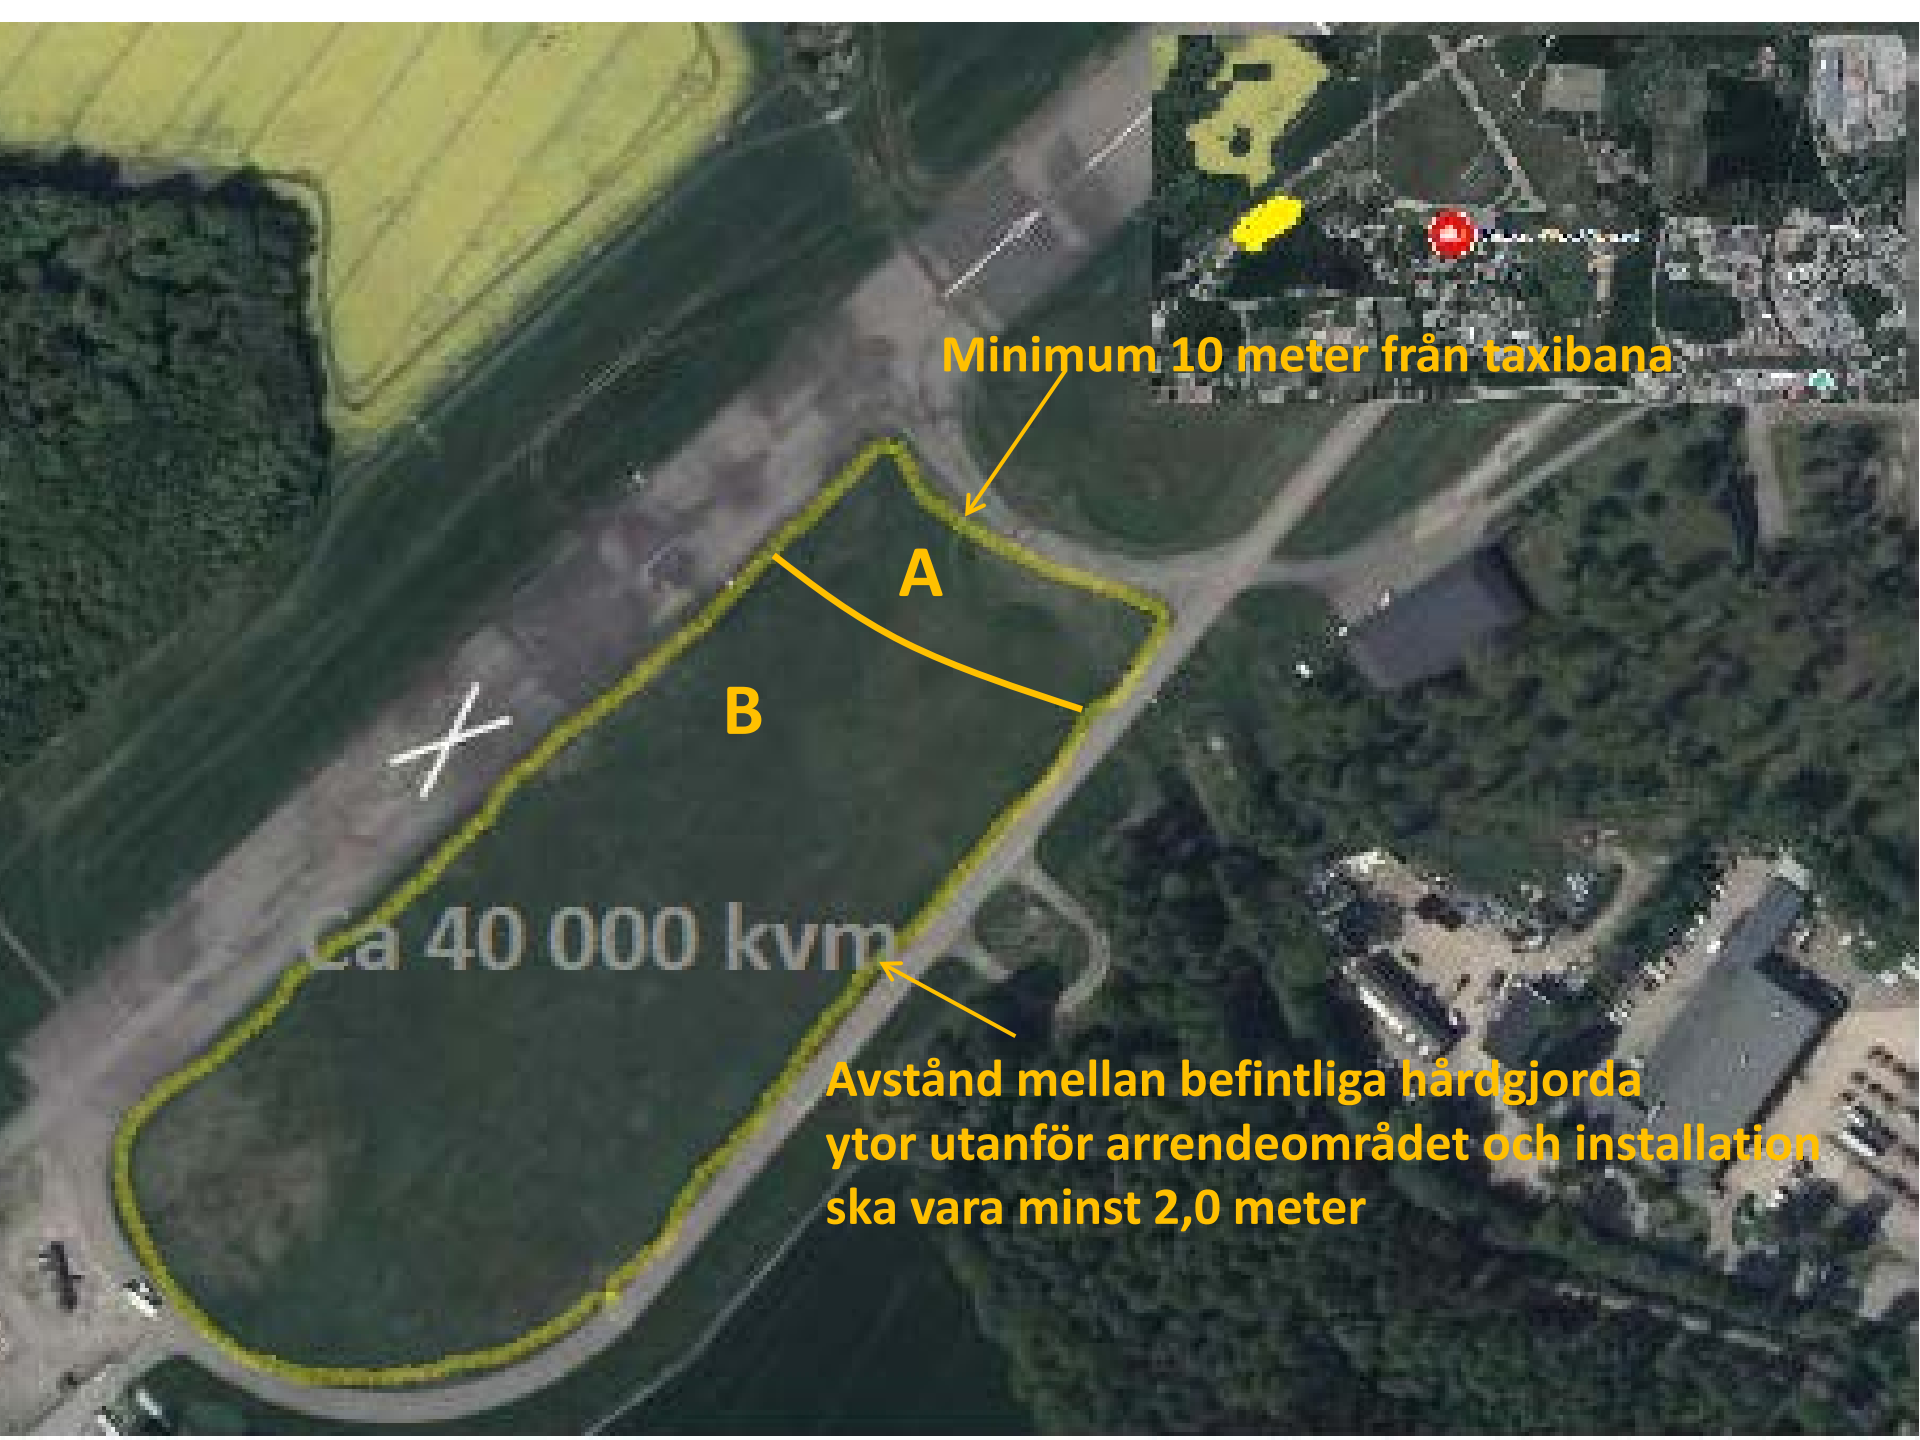 Minimum 10 meter från taxibana
A
B
Ca 40 000 kvm
Avstånd mellan befintliga hårdgjorda
ytor utanför arrendeområdet och installation
ska vara minst 2,0 meter